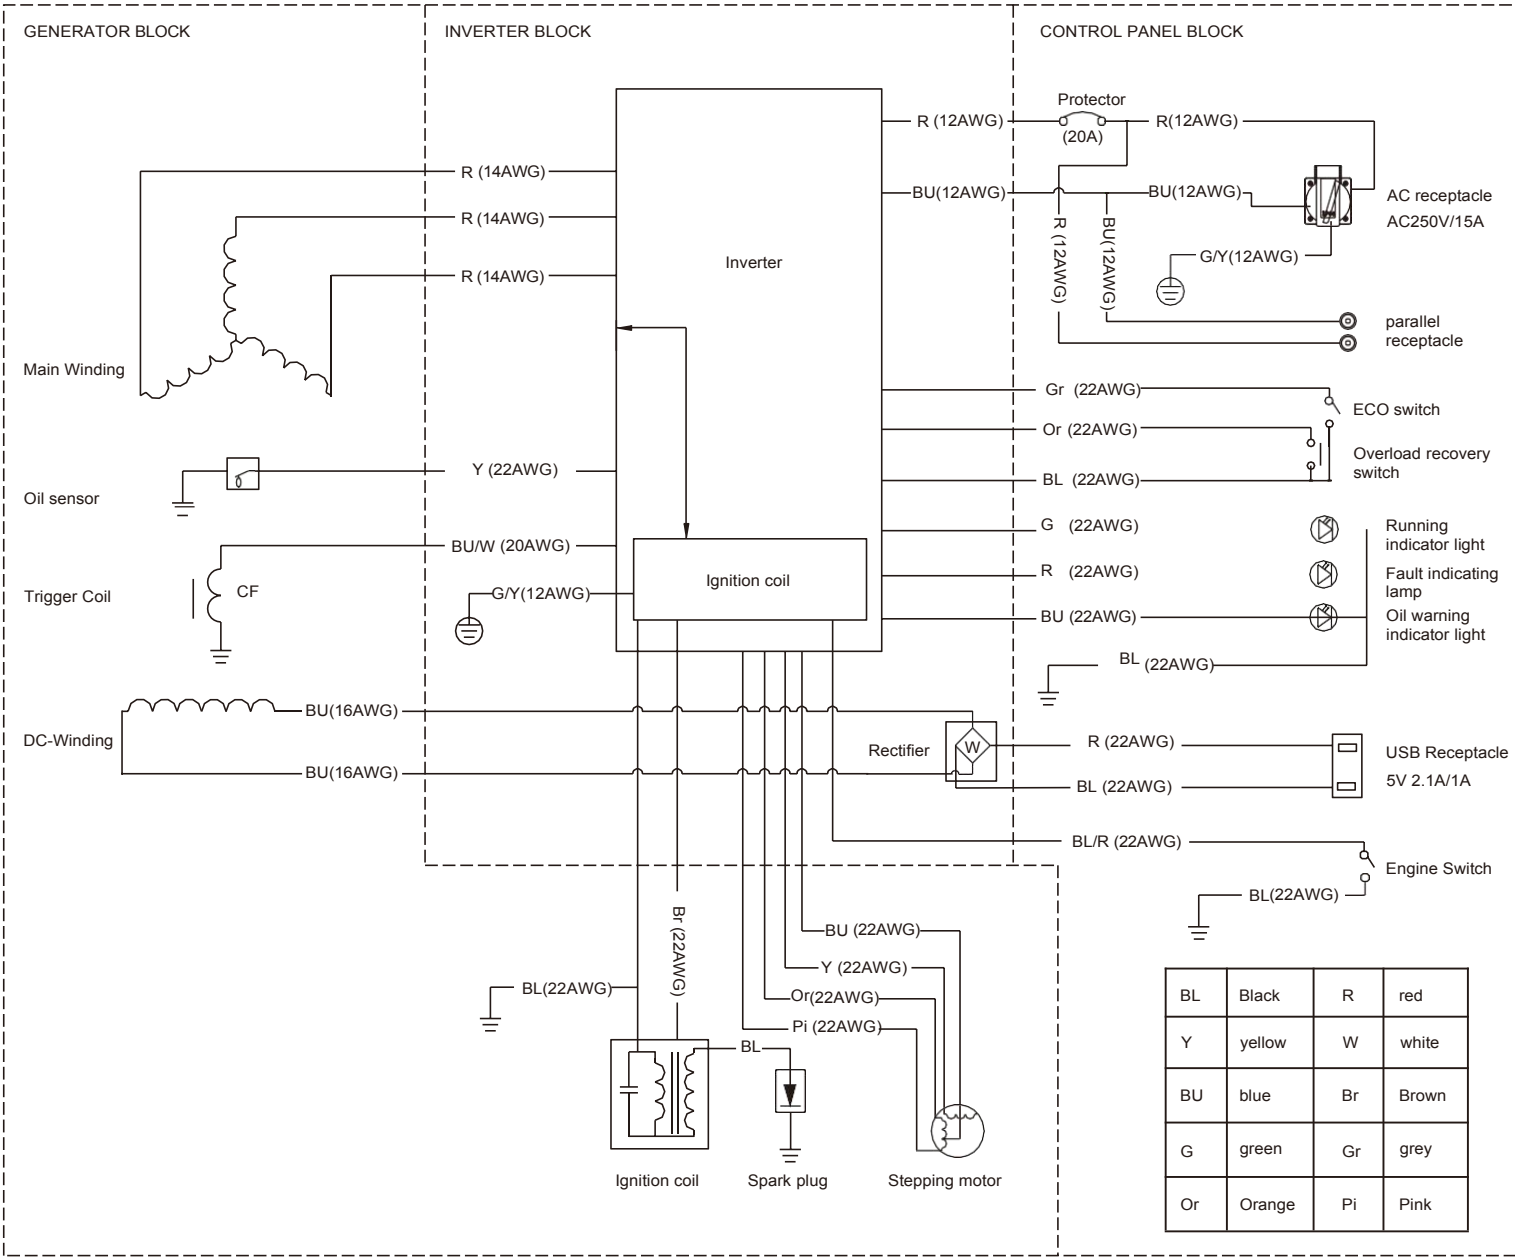 GENERATOR BLOCK
INVERTER BLOCK
CONTROL PANEL BLOCK
Protector
(20A)
R (12AWG)
R(12AWG)
R (14AWG)
R (14AWG)
R (14AWG)
BU(12AWG)
BU(12AWG)
AC receptacle
AC250V/15A
R (12AWG)
BU(12AWG)
G/Y(12AWG)
Inverter
parallel
receptacle
Main Winding
Gr (22AWG)
ECO switch
Or (22AWG)
Overload recovery
switch
BL (22AWG)
Y (22AWG)
Oil sensor
G (22AWG)
Running
indicator light
BU/W (20AWG)
R (22AWG)
Fault indicating
lamp
Ignition coil
CF
Trigger Coil
G/Y(12AWG)
BU (22AWG)
Oil warning
indicator light
BL (22AWG)
BU(16AWG)
DC-Winding
BU(16AWG)
Rectifier
W
R (22AWG)
USB Receptacle
5V 2.1A/1A
BL (22AWG)
BL/R (22AWG)
Engine Switch
BL(22AWG)
Br (22AWG)
BU (22AWG)
Y (22AWG)
BL(22AWG)
Or(22AWG)
Pi (22AWG)
BL
Ignition coil
Spark plug
Stepping motor
BL Black R red
Y yellow W white
BU blue Br Brown
G green Gr grey
Or Orange Pi Pink